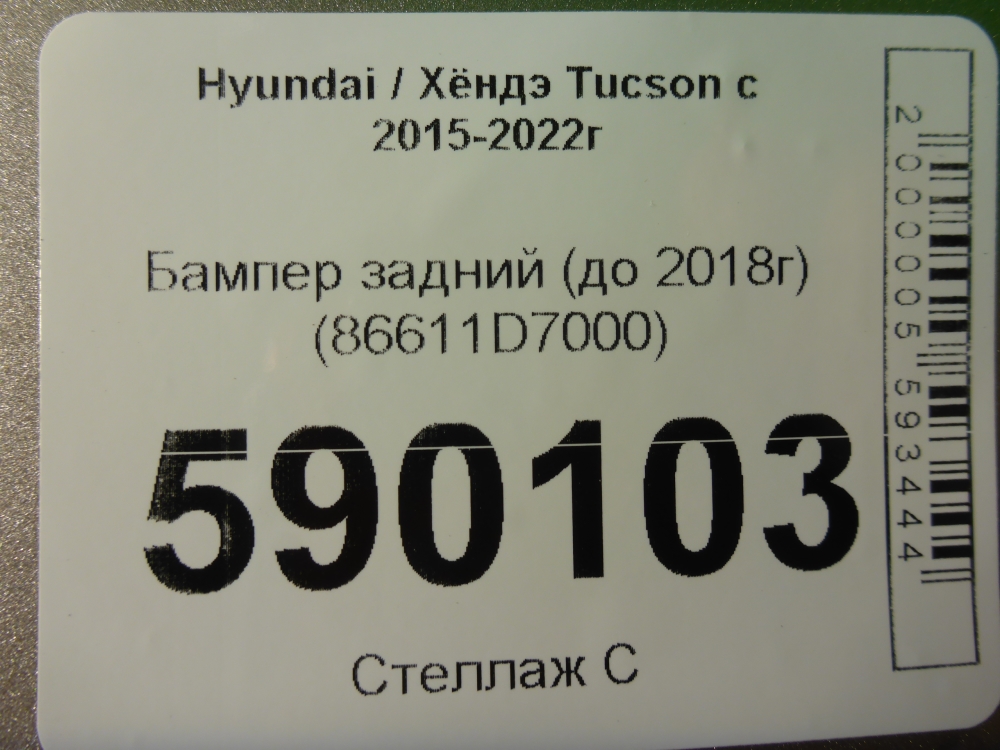 Hyundai / Хёндэ Tucson с
2015-2022г
Бампер задний (до 2018г)
(86611D7000)
590103
Стеллаж С
2000005593444